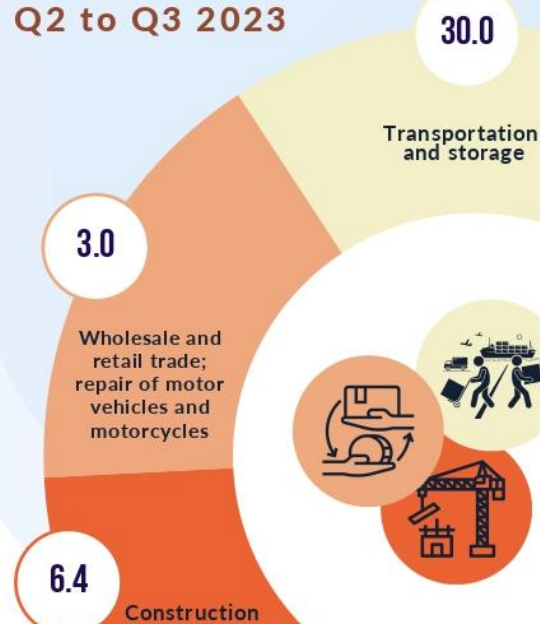 Q2 to Q3 2023
30.0
Transportation
and storage
3.0
Wholesale and
retail trade;
repair of motor
vehicles and
motorcycles
6.4
Construction